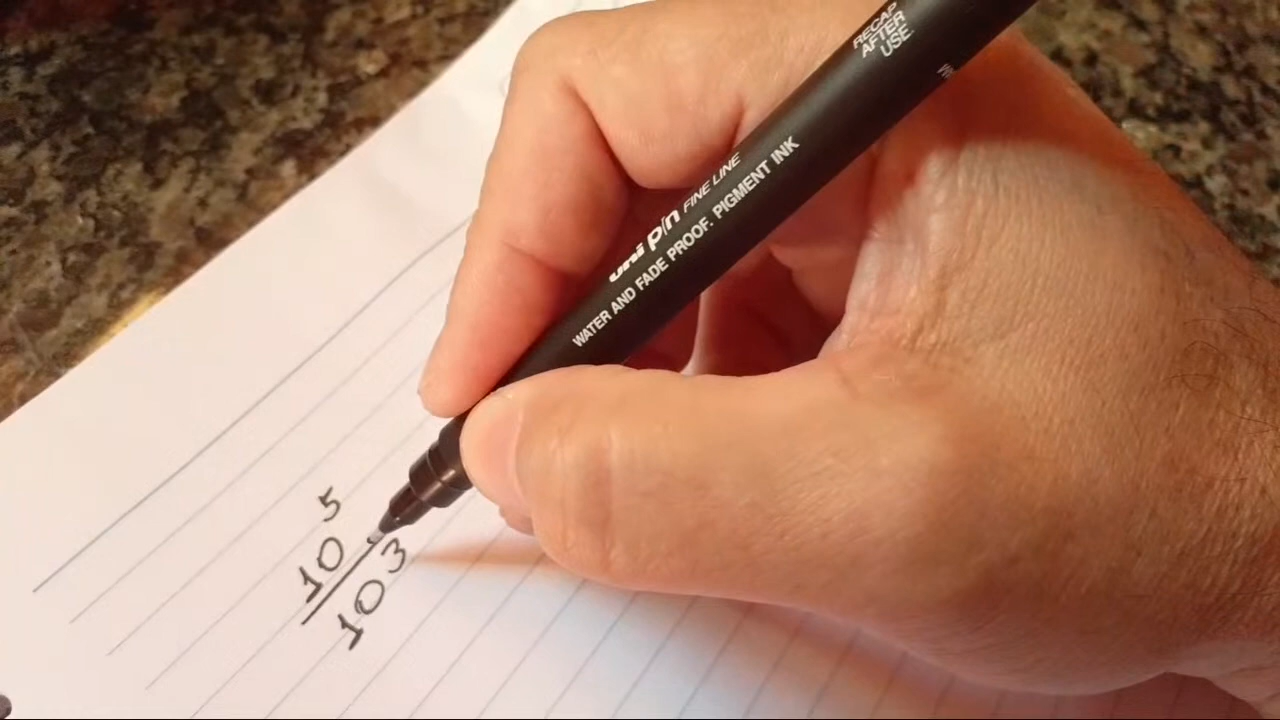 RECAP
AFTER
USE
uni pin FINE LINE
WATER AND FADE PROOF. PIGMENT INK
10⁵
10³